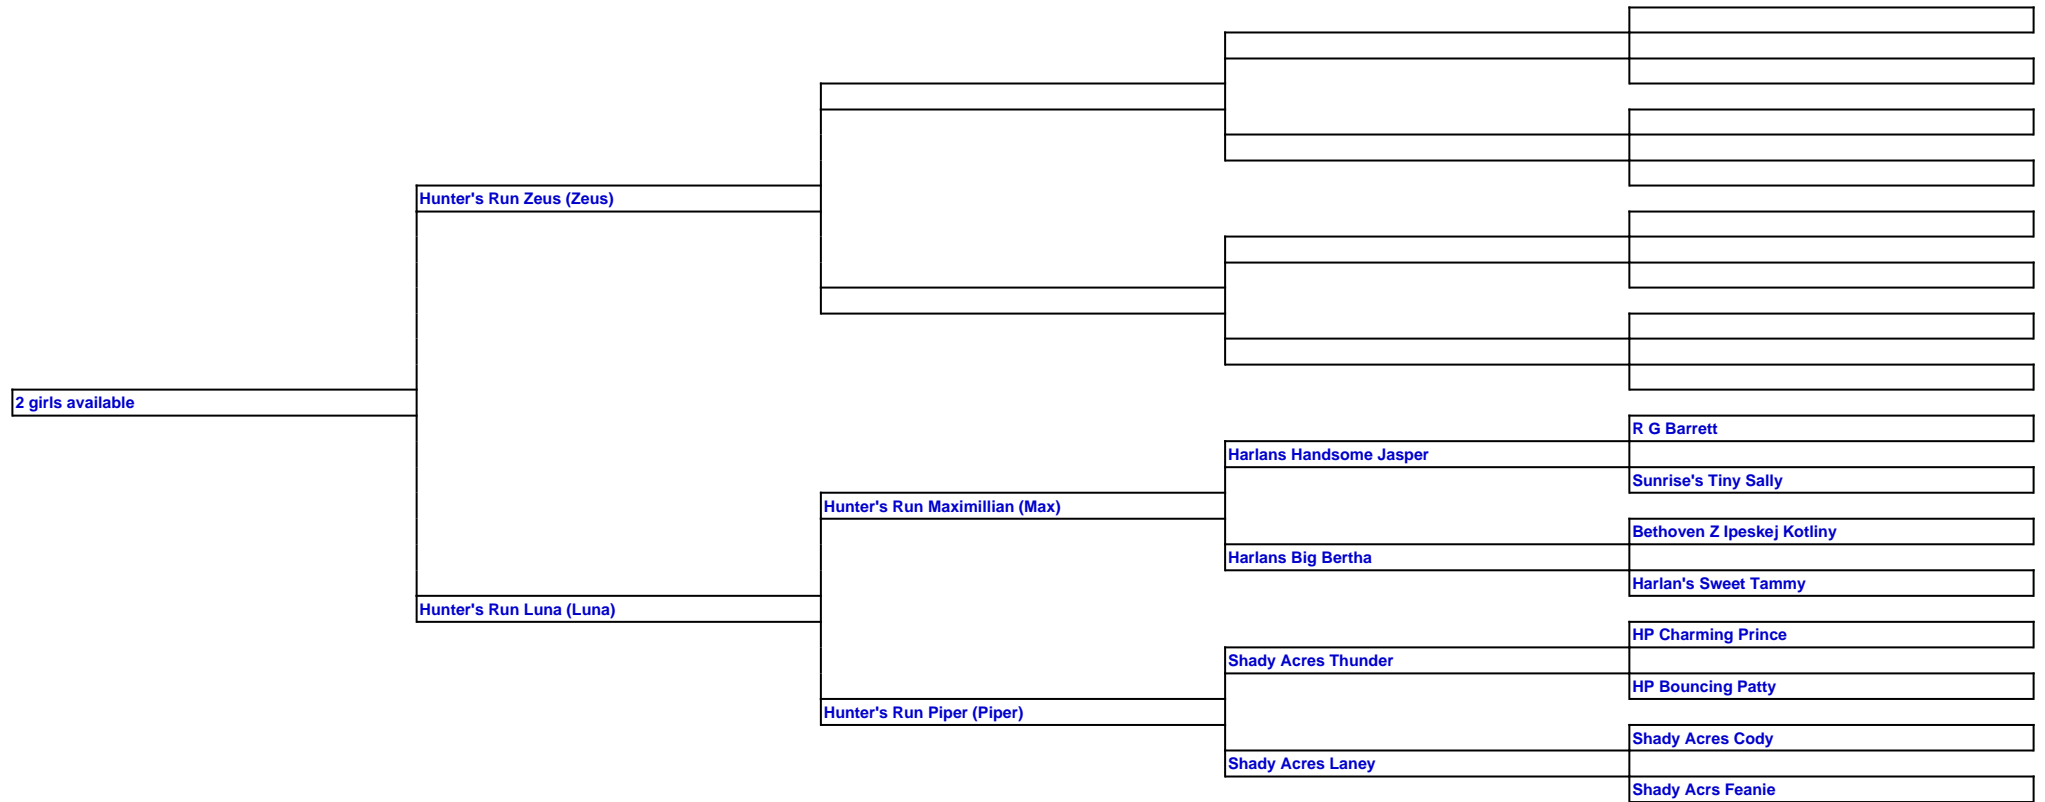 Hunter's Run Zeus (Zeus)
2 girls available
R G Barrett
Harlans Handsome Jasper
Sunrise's Tiny Sally
Hunter's Run Maximillian (Max)
Bethoven Z Ipeskej Kotliny
Harlans Big Bertha
Harlan's Sweet Tammy
Hunter's Run Luna (Luna)
HP Charming Prince
Shady Acres Thunder
HP Bouncing Patty
Hunter's Run Piper (Piper)
Shady Acres Cody
Shady Acres Laney
Shady Acrs Feanie